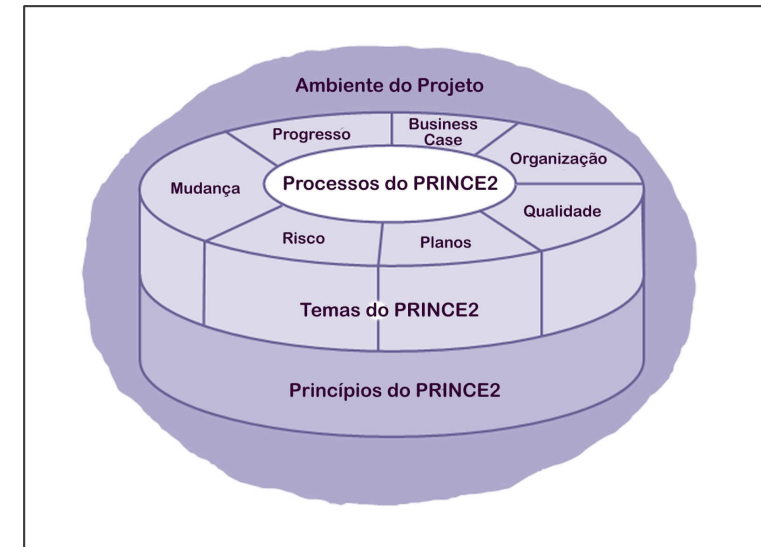 Ambiente do Projeto
Progresso
Business
Case
Organização
Mudança
Processos do PRINCE2
Qualidade
Risco
Planos
Temas do PRINCE2
Princípios do PRINCE2